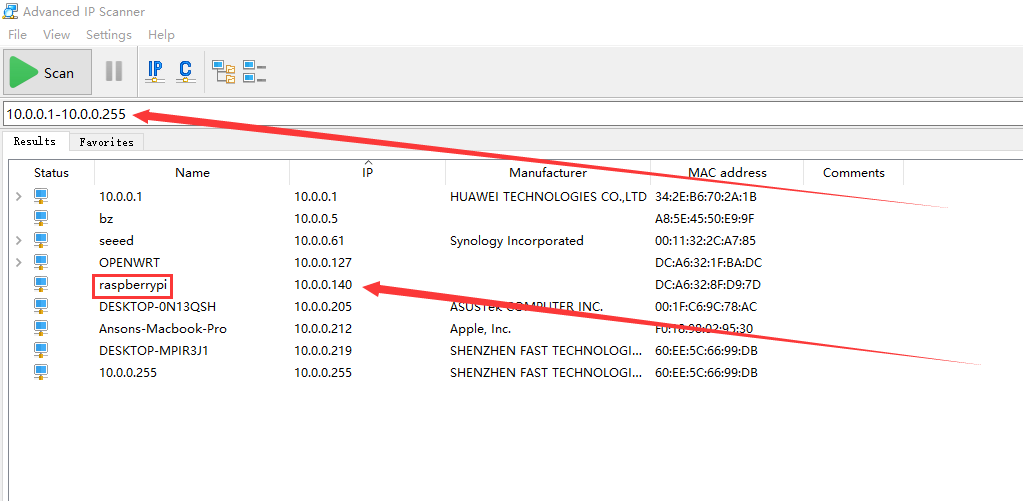 Advanced IP Scanner
File View Settings Help
Scan IP C
10.0.0.1-10.0.0.255
Results Favorites
Status Name IP Manufacturer MAC address Comments
10.0.0.1 10.0.0.1 HUAWEI TECHNOLOGIES CO.,LTD 34:2E:B6:70:2A:1B
bz 10.0.0.5 A8:5E:45:50:E9:9F
seeed 10.0.0.61 Synology Incorporated 00:11:32:2C:A7:85
OPENWRT 10.0.0.127 DC:A6:32:1F:BA:DC
raspberrypi 10.0.0.140 DC:A6:32:8F:D9:7D
DESKTOP-0N13QSH 10.0.0.205 ASUSTek COMPUTER INC. 00:1F:C6:9C:78:AC
Ansons-Macbook-Pro 10.0.0.212 Apple, Inc. F0:18:98:02:95:30
DESKTOP-MPIR3J1 10.0.0.219 SHENZHEN FAST TECHNOLOGI... 60:EE:5C:66:99:DB
10.0.0.255 10.0.0.255 SHENZHEN FAST TECHNOLOGI... 60:EE:5C:66:99:DB